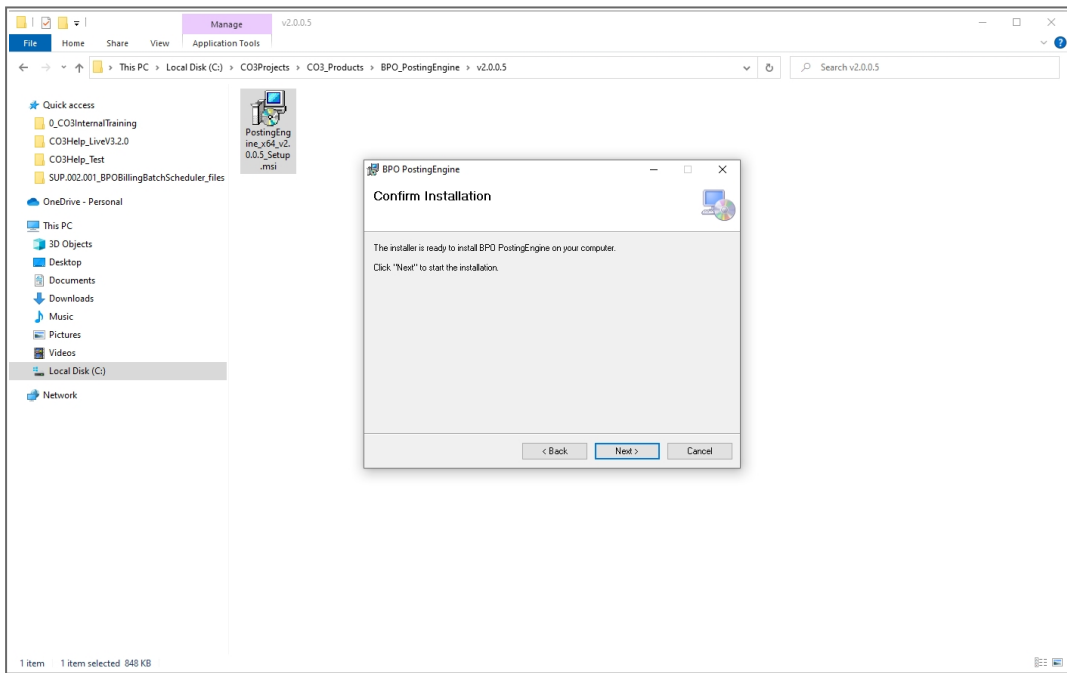 Manage v2.0.0.5
File Home Share View Application Tools
This PC > Local Disk (C:) > CO3Projects > CO3_Products > BPO_PostingEngine > v2.0.0.5
Search v2.0.0.5
Quick access
0_CO3InternalTraining
CO3Help_LiveV3.2.0
CO3Help_Test
SUP.002.001_BPOBillingBatchScheduler_files
OneDrive - Personal
This PC
3D Objects
Desktop
Documents
Downloads
Music
Pictures
Videos
Local Disk (C:)
Network
PostingEng
ine_x64_v2.
0.0.5_Setup
.msi
BPO PostingEngine
Confirm Installation
The installer is ready to install BPO PostingEngine on your computer.
Click "Next" to start the installation.
< Back Next > Cancel
1 item 1 item selected 848 KB